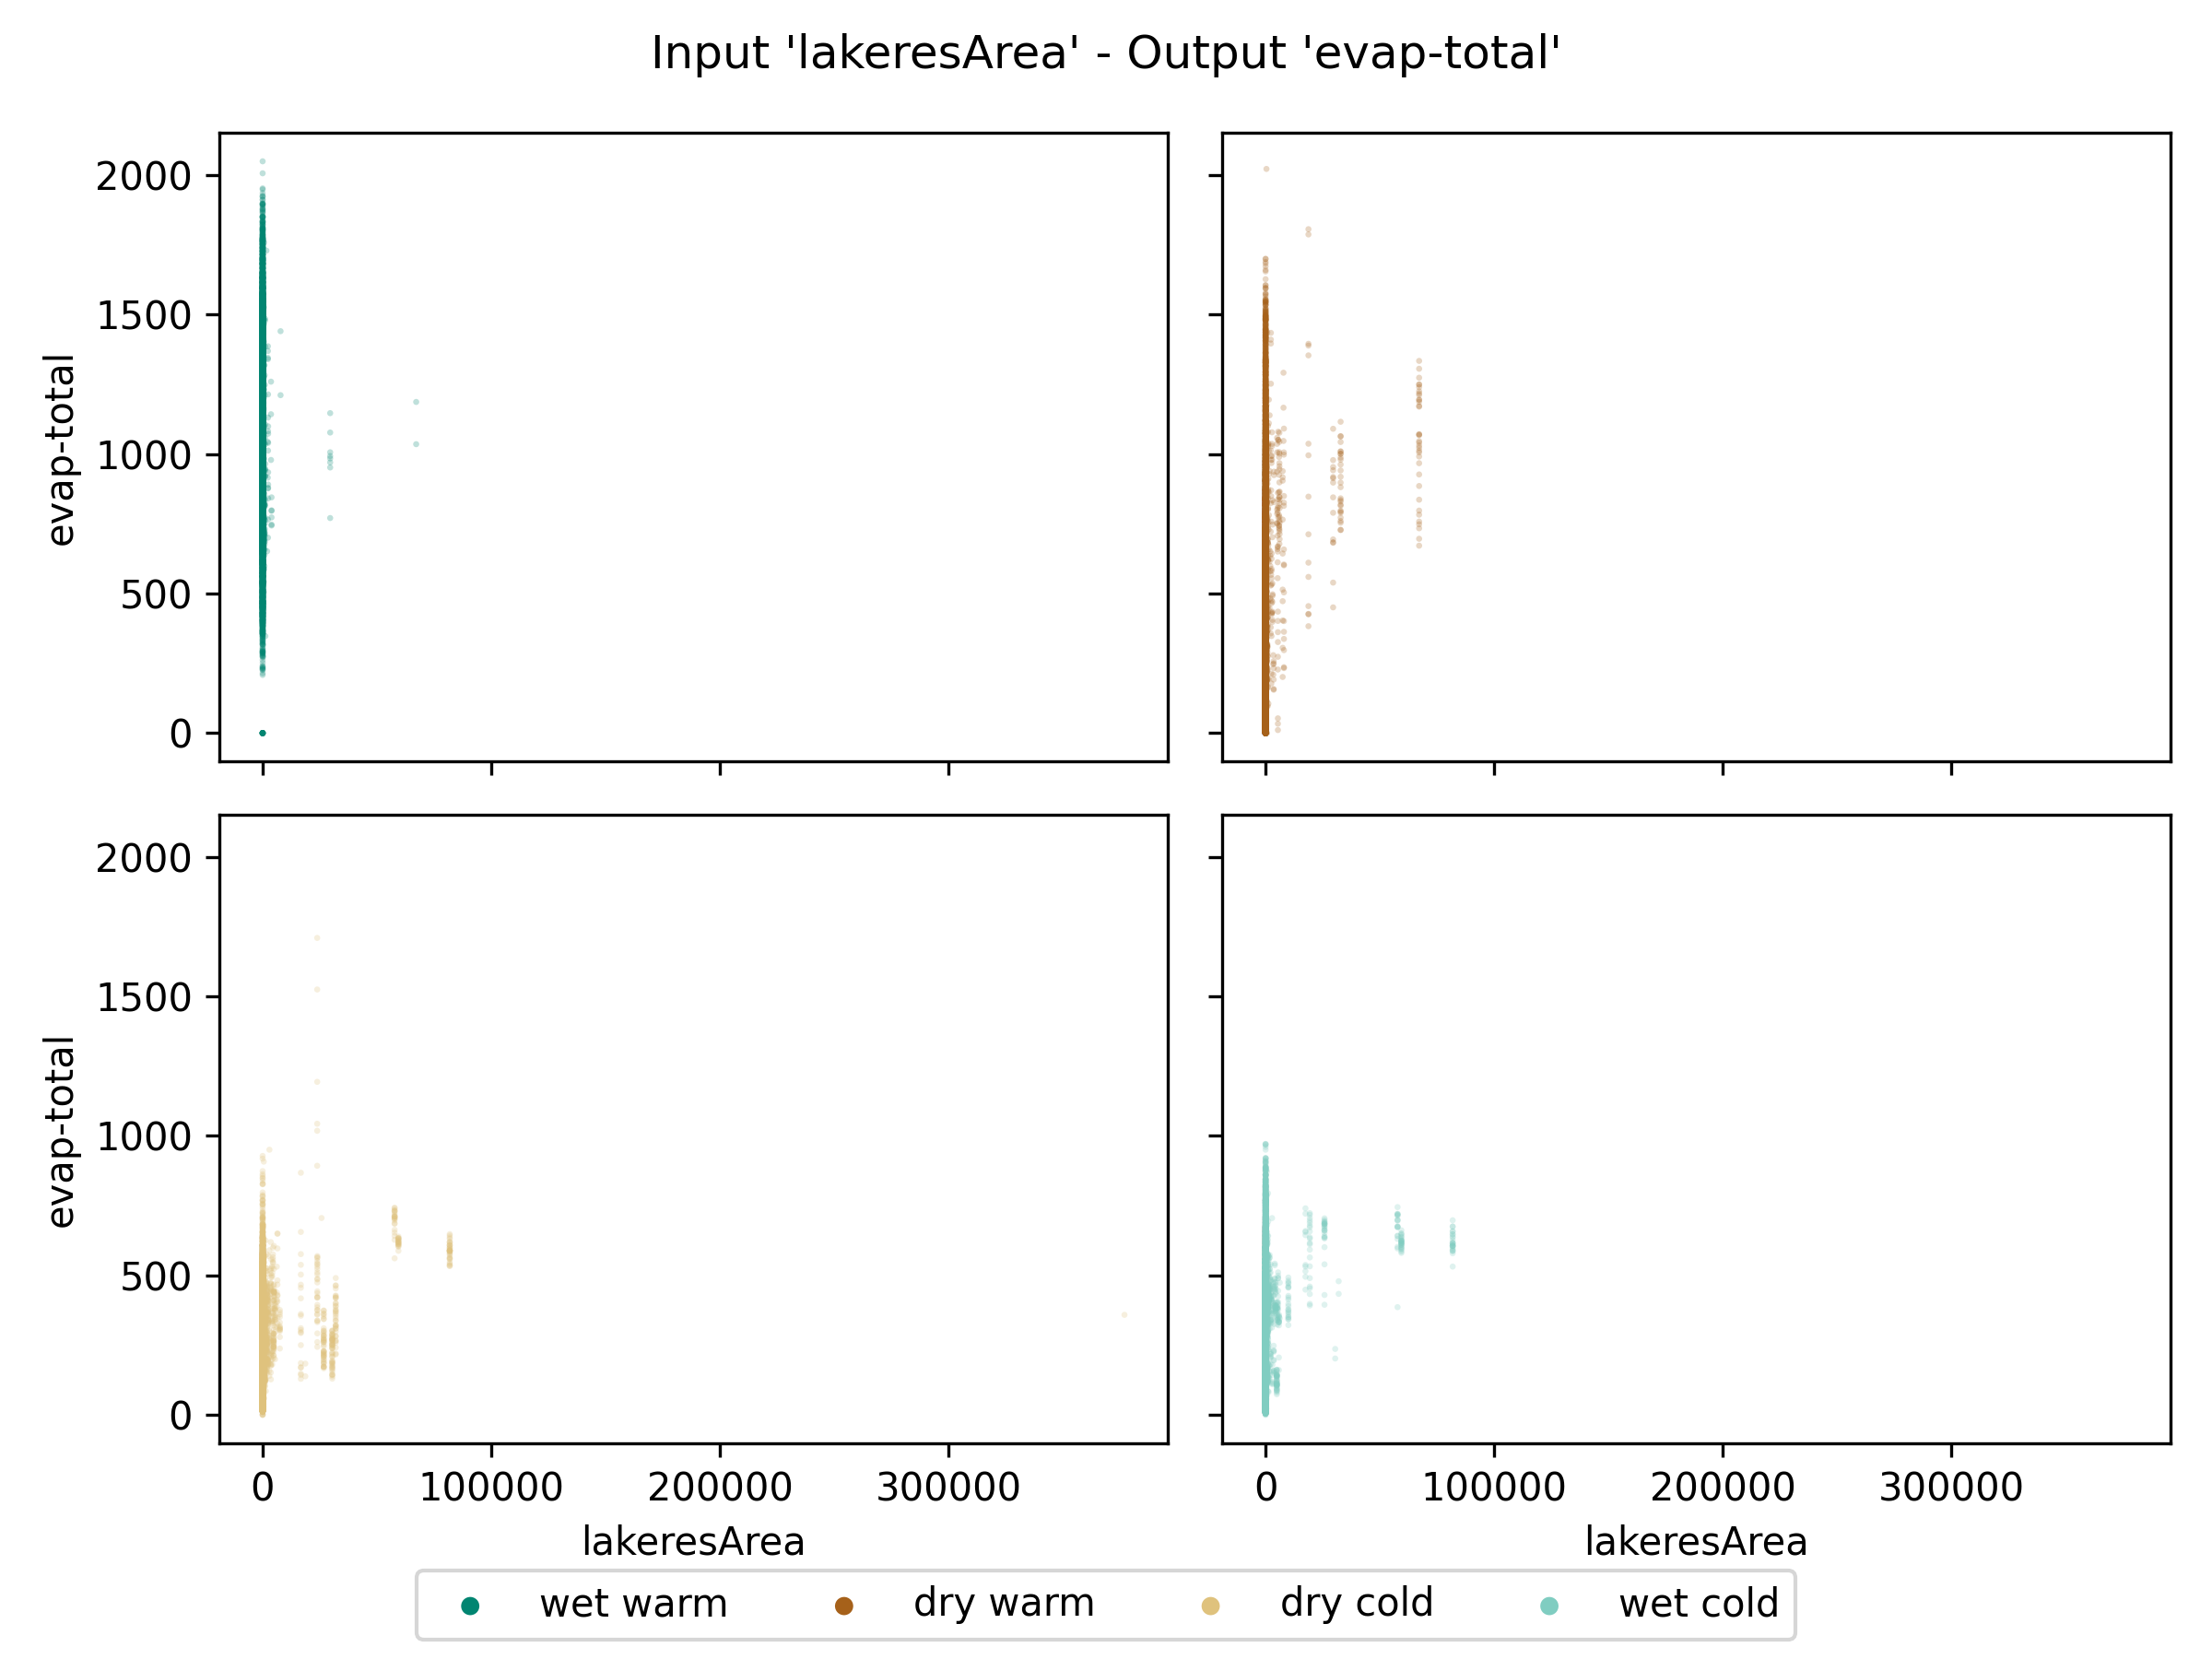 Input 'lakeresArea' - Output 'evap-total'
2000
1500
1000
500
0
evap-total
2000
1500
1000
500
0
evap-total
0 100000 200000 300000
0 100000 200000 300000
lakeresArea
lakeresArea
wet warm dry warm dry cold wet cold